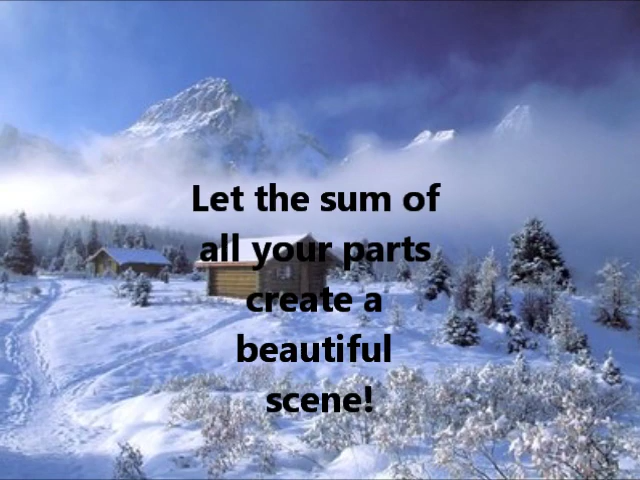 Let the sum of
all your parts
create a
beautiful
scene!